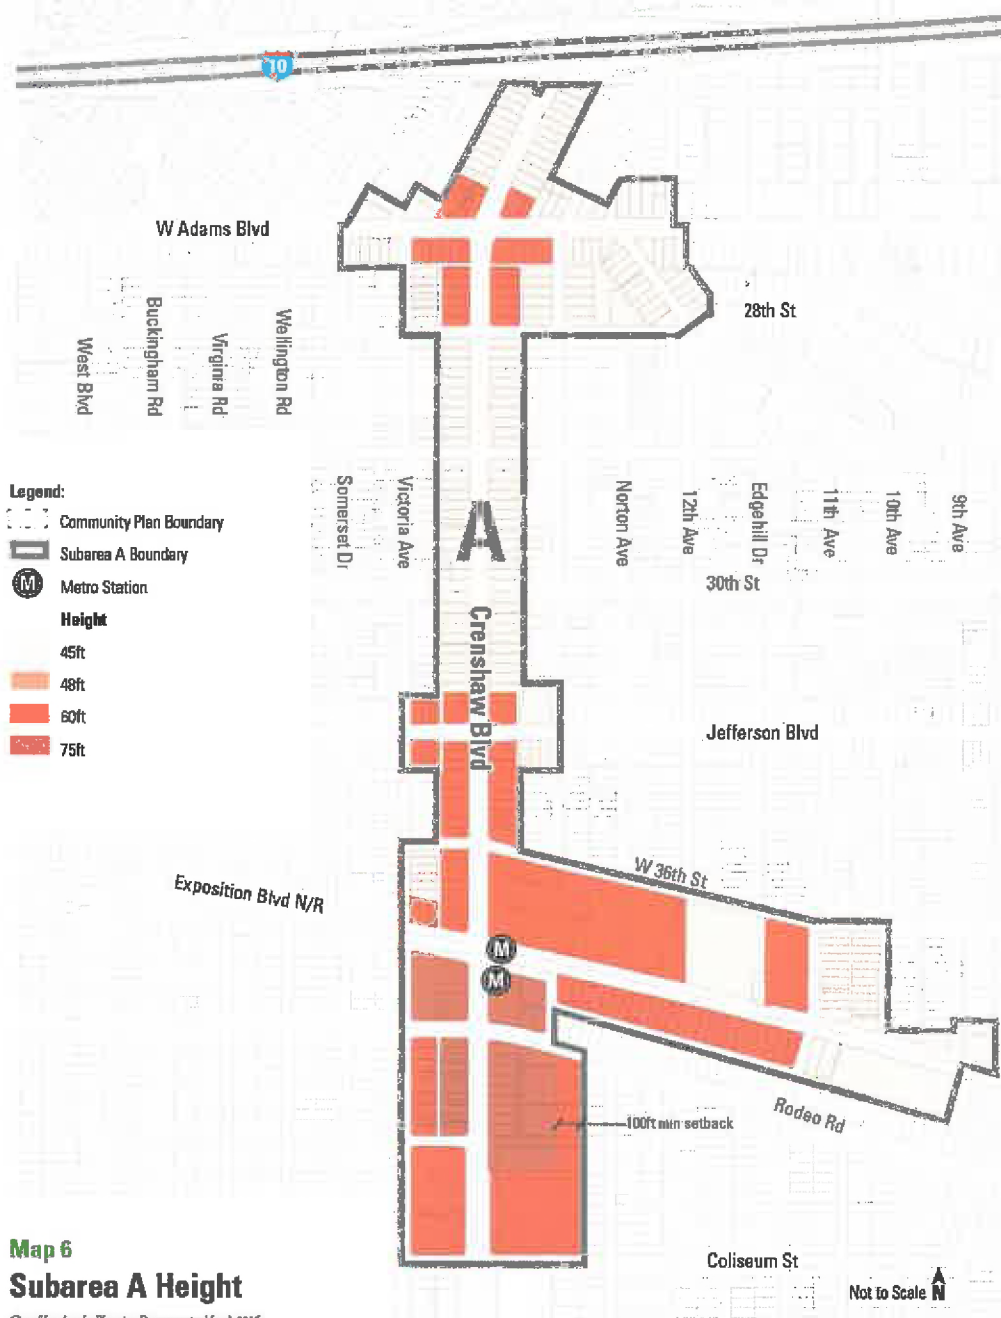 10
W Adams Blvd
28th St
West Blvd
Buckingham Rd
Virginia Rd
Wellington Rd
Legend:
Community Plan Boundary
Subarea A Boundary
M
Metro Station
Height
45ft
48ft
60ft
75ft
Somerset Dr
Victoria Ave
A
Crenshaw Blvd
Norton Ave
12th Ave
Edgehill Dr
11th Ave
10th Ave
9th Ave
30th St
Jefferson Blvd
W 36th St
Exposition Blvd N/R
M
M
Rodeo Rd
100ft min setback
Map 6
Subarea A Height
Coliseum St
Not to Scale
N